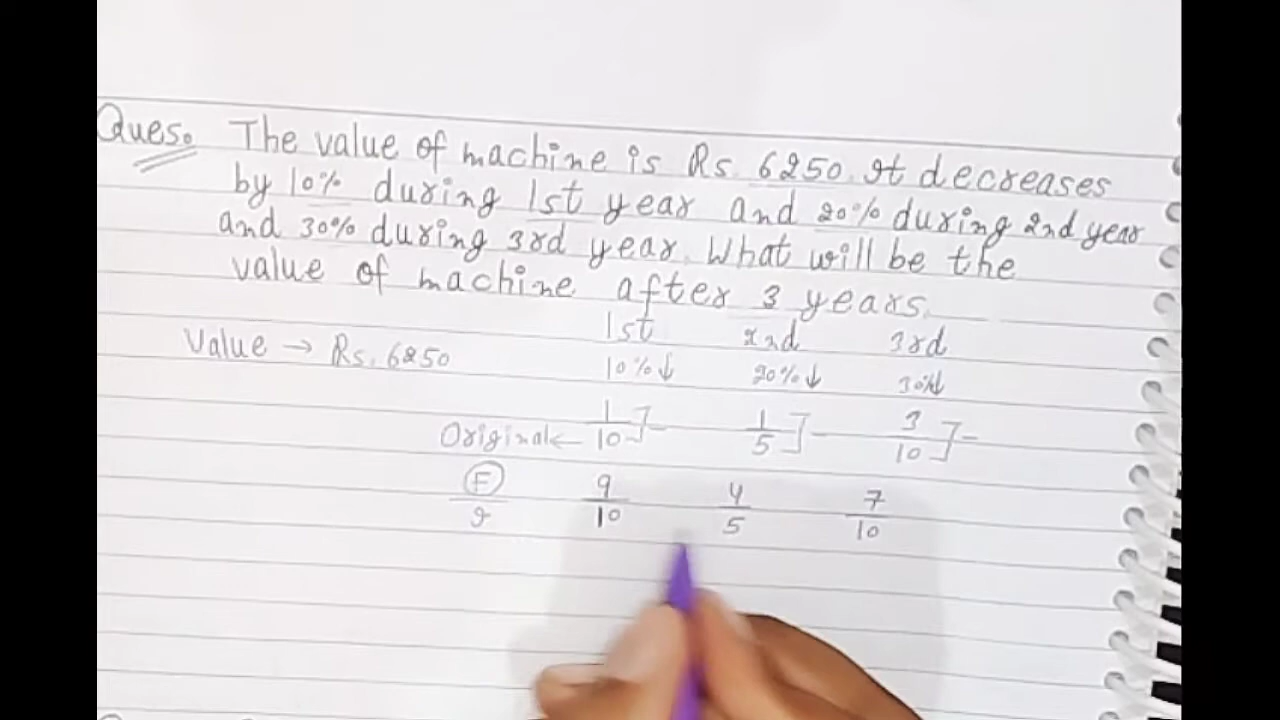 Ques. The value of machine is Rs. 6250. It decreases
by 10% during 1st year and 20% during 2nd year
and 30% during 3rd year. What will be the
value of machine after 3 years.
1st 2nd 3rd
Value → Rs. 6250 10%↓ 20%↓ 30%↓
Original ← 1/10]- 1/5]- 3/10]-
F/I 9/10 4/5 7/10